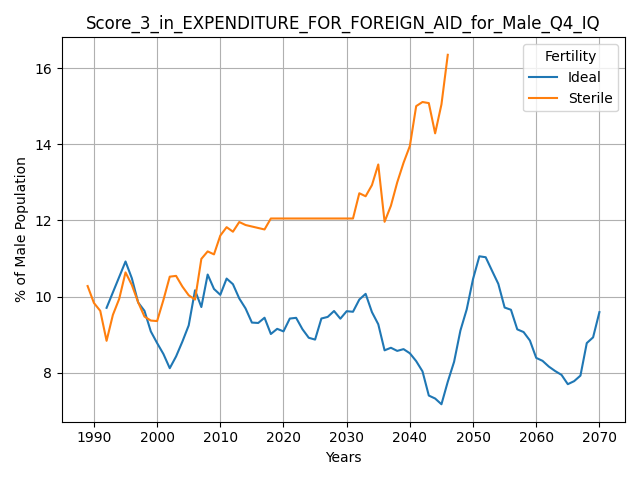 Score_3_in_EXPENDITURE_FOR_FOREIGN_AID_for_Male_Q4_IQ
Fertility
Ideal
Sterile
% of Male Population
16
14
12
10
8
1990 2000 2010 2020 2030 2040 2050 2060 2070
Years